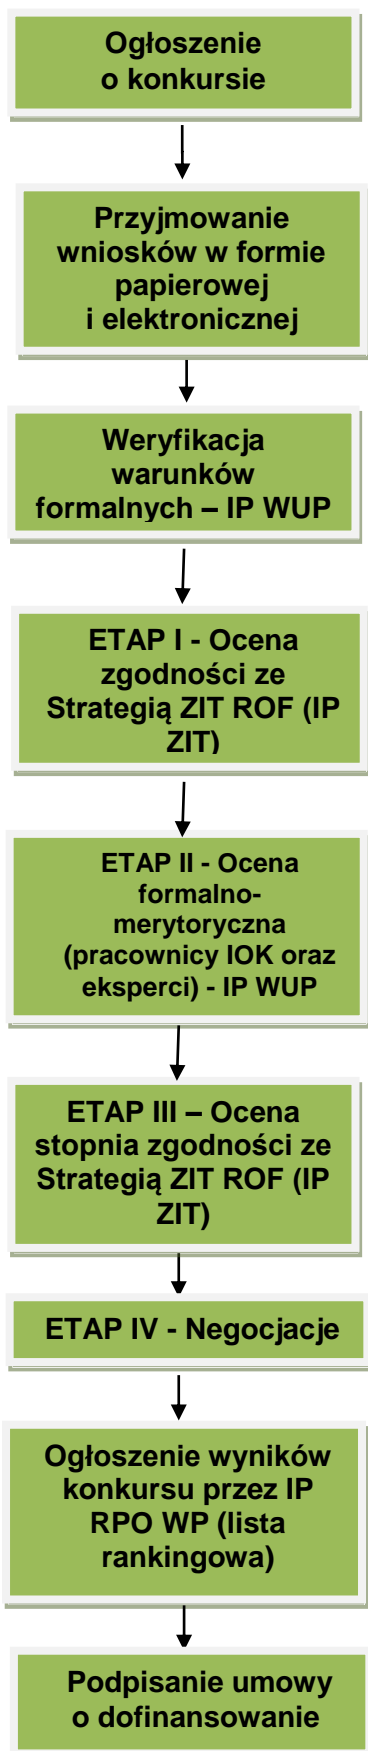 Ogłoszenie
o konkursie
Przyjmowanie
wniosków w formie
papierowej
i elektronicznej
Weryfikacja
warunków
formalnych – IP WUP
ETAP I - Ocena
zgodności ze
Strategią ZIT ROF (IP
ZIT)
ETAP II - Ocena
formalno-
merytoryczna
(pracownicy IOK oraz
eksperci) - IP WUP
ETAP III – Ocena
stopnia zgodności ze
Strategią ZIT ROF (IP
ZIT)
ETAP IV - Negocjacje
Ogłoszenie wyników
konkursu przez IP
RPO WP (lista
rankingowa)
Podpisanie umowy
o dofinansowanie